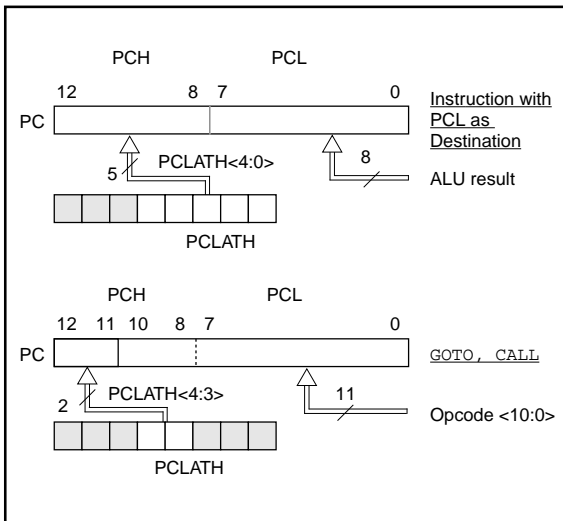 PCH PCL
12 8 7 0
PC
Instruction with
PCL as
Destination
5 PCLATH<4:0> 8
ALU result
PCLATH
PCH PCL
12 11 10 8 7 0
PC
GOTO, CALL
2 PCLATH<4:3> 11
Opcode <10:0>
PCLATH